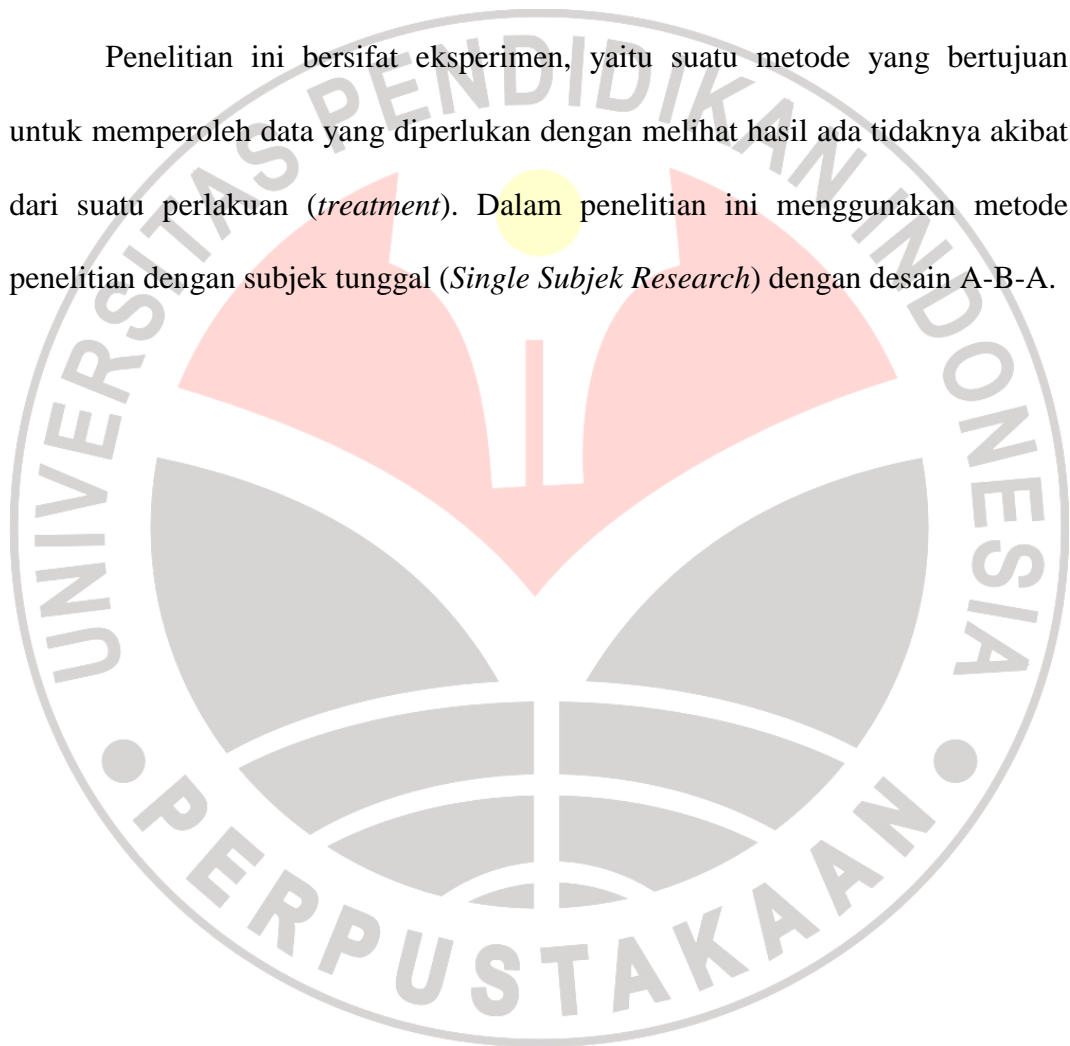 Penelitian ini bersifat eksperimen, yaitu suatu metode yang bertujuan
untuk memperoleh data yang diperlukan dengan melihat hasil ada tidaknya akibat
dari suatu perlakuan (treatment). Dalam penelitian ini menggunakan metode
penelitian dengan subjek tunggal (Single Subjek Research) dengan desain A-B-A.
UNIVERSITAS PENDIDIKAN INDONESIA
PERPUSTAKAAN